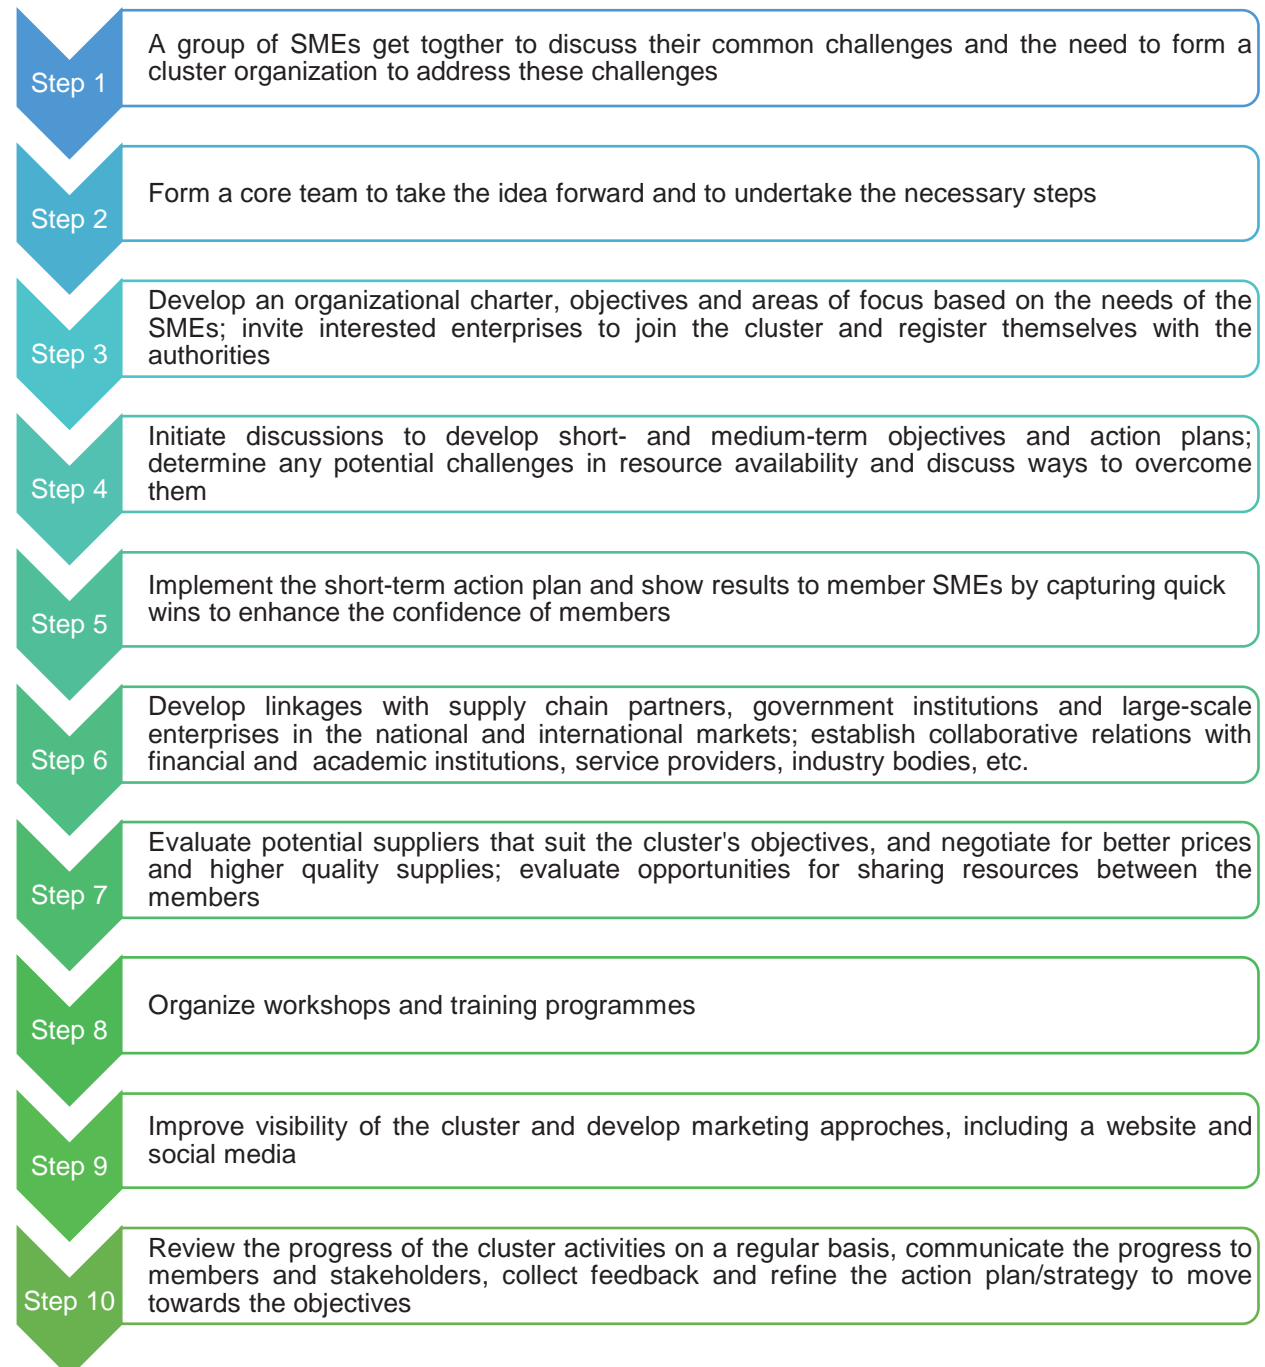 Step 1
A group of SMEs get togther to discuss their common challenges and the need to form a
cluster organization to address these challenges
Step 2
Form a core team to take the idea forward and to undertake the necessary steps
Step 3
Develop an organizational charter, objectives and areas of focus based on the needs of the
SMEs; invite interested enterprises to join the cluster and register themselves with the
authorities
Step 4
Initiate discussions to develop short- and medium-term objectives and action plans;
determine any potential challenges in resource availability and discuss ways to overcome
them
Step 5
Implement the short-term action plan and show results to member SMEs by capturing quick
wins to enhance the confidence of members
Step 6
Develop linkages with supply chain partners, government institutions and large-scale
enterprises in the national and international markets; establish collaborative relations with
financial and  academic institutions, service providers, industry bodies, etc.
Step 7
Evaluate potential suppliers that suit the cluster's objectives, and negotiate for better prices
and higher quality supplies; evaluate opportunities for sharing resources between the
members
Step 8
Organize workshops and training programmes
Step 9
Improve visibility of the cluster and develop marketing approches, including a website and
social media
Step 10
Review the progress of the cluster activities on a regular basis, communicate the progress to
members and stakeholders, collect feedback and refine the action plan/strategy to move
towards the objectives